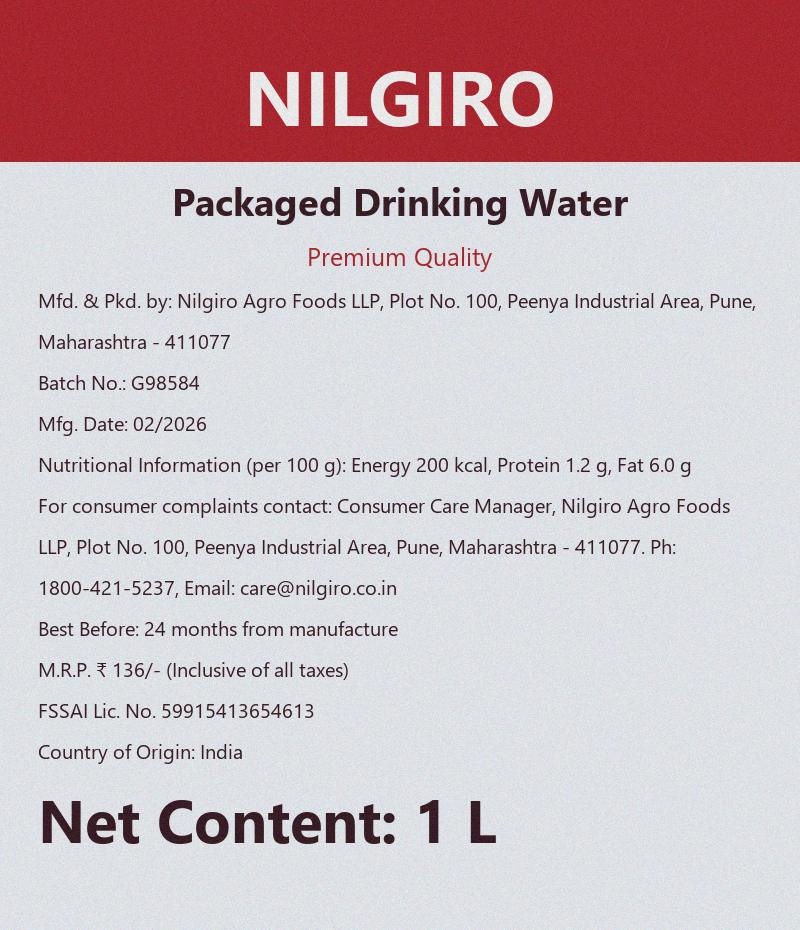 NILGIRO
Packaged Drinking Water
Premium Quality
Mfd. & Pkd. by: Nilgiro Agro Foods LLP, Plot No. 100, Peenya Industrial Area, Pune,
Maharashtra - 411077
Batch No.: G98584
Mfg. Date: 02/2026
Nutritional Information (per 100 g): Energy 200 kcal, Protein 1.2 g, Fat 6.0 g
For consumer complaints contact: Consumer Care Manager, Nilgiro Agro Foods
LLP, Plot No. 100, Peenya Industrial Area, Pune, Maharashtra - 411077. Ph:
1800-421-5237, Email: care@nilgiro.co.in
Best Before: 24 months from manufacture
M.R.P. ₹ 136/- (Inclusive of all taxes)
FSSAI Lic. No. 59915413654613
Country of Origin: India
Net Content: 1 L